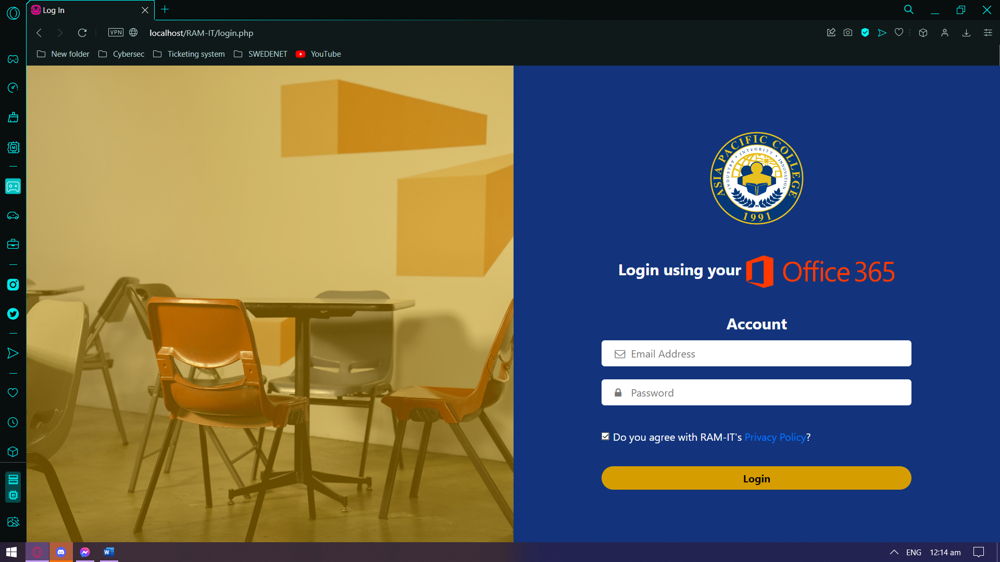 Log In
VPN
localhost/RAM-IT/login.php
New folder
Cybersec
Ticketing system
SWEDENET
YouTube
ASIA PACIFIC COLLEGE
INDUSTRY • INTEGRITY • INNOVATION
1991
Login using your Office 365
Account
Email Address
Password
Do you agree with RAM-IT's Privacy Policy?
Login
ENG
12:14 am